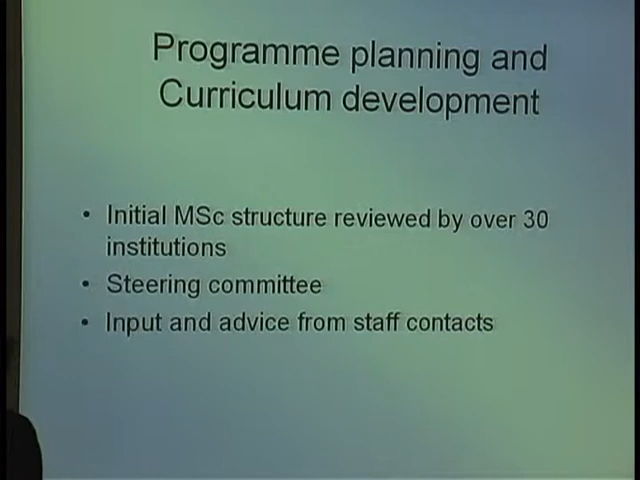 Programme planning and
Curriculum development
• Initial MSc structure reviewed by over 30
institutions
• Steering committee
• Input and advice from staff contacts